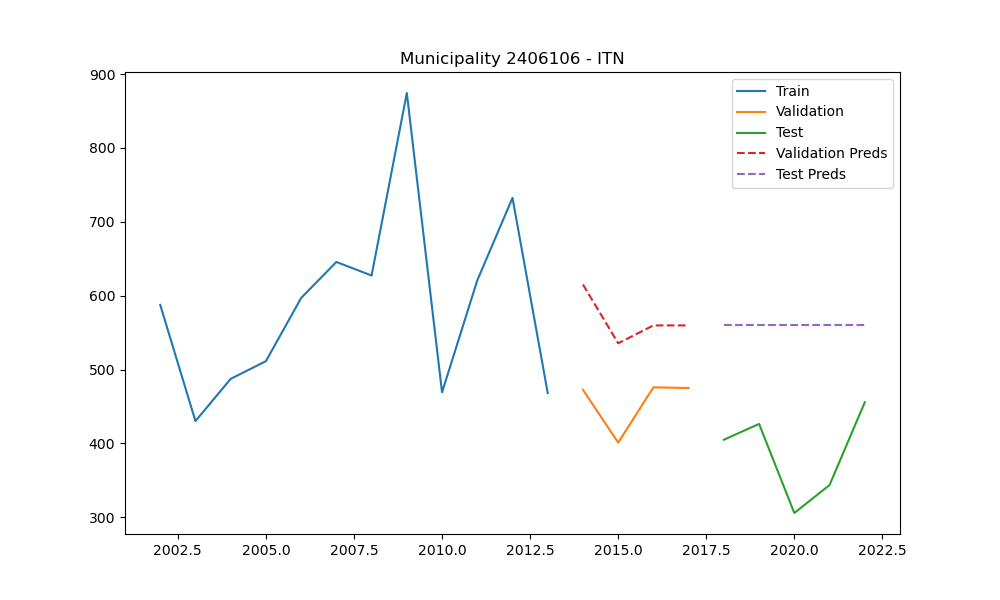 Municipality 2406106 - ITN
900
800
700
600
500
400
300
2002.5 2005.0 2007.5 2010.0 2012.5 2015.0 2017.5 2020.0 2022.5
Train
Validation
Test
Validation Preds
Test Preds